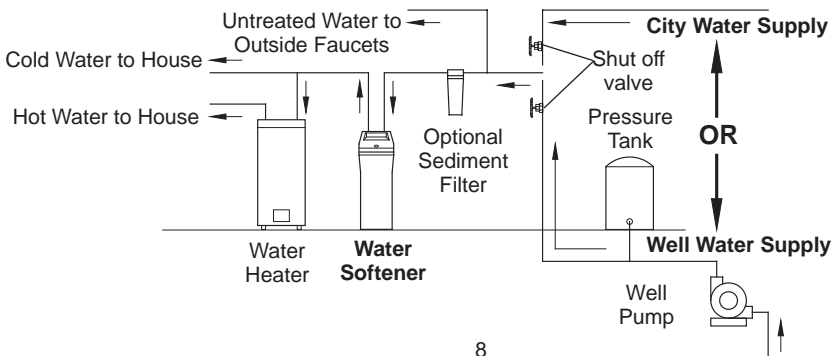 Untreated Water to
Outside Faucets
City Water Supply
Cold Water to House
Shut off
valve
Hot Water to House
Optional
Sediment
Filter
Pressure
Tank
OR
Water
Heater
Water
Softener
Well Water Supply
Well
Pump
8